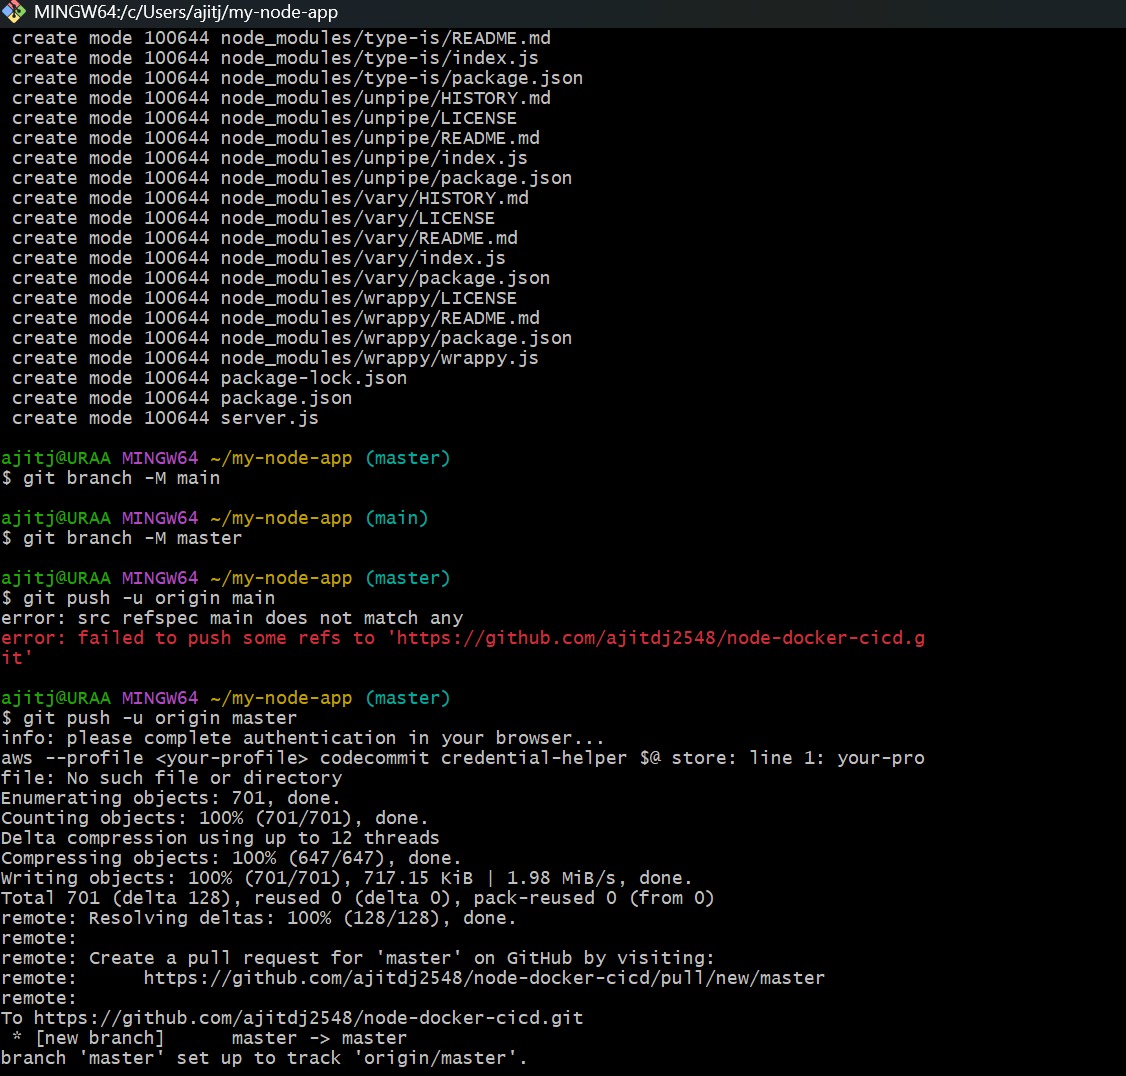 MINGW64:/c/Users/ajitj/my-node-app
create mode 100644 node_modules/type-is/README.md
create mode 100644 node_modules/type-is/index.js
create mode 100644 node_modules/type-is/package.json
create mode 100644 node_modules/unpipe/HISTORY.md
create mode 100644 node_modules/unpipe/LICENSE
create mode 100644 node_modules/unpipe/README.md
create mode 100644 node_modules/unpipe/index.js
create mode 100644 node_modules/unpipe/package.json
create mode 100644 node_modules/vary/HISTORY.md
create mode 100644 node_modules/vary/LICENSE
create mode 100644 node_modules/vary/README.md
create mode 100644 node_modules/vary/index.js
create mode 100644 node_modules/vary/package.json
create mode 100644 node_modules/wrappy/LICENSE
create mode 100644 node_modules/wrappy/README.md
create mode 100644 node_modules/wrappy/package.json
create mode 100644 node_modules/wrappy/wrappy.js
create mode 100644 package-lock.json
create mode 100644 package.json
create mode 100644 server.js
ajitj@URAA MINGW64 ~/my-node-app (master)
$ git branch -M main
ajitj@URAA MINGW64 ~/my-node-app (main)
$ git branch -M master
ajitj@URAA MINGW64 ~/my-node-app (master)
$ git push -u origin main
error: src refspec main does not match any
error: failed to push some refs to 'https://github.com/ajitdj2548/node-docker-cicd.g
it'
ajitj@URAA MINGW64 ~/my-node-app (master)
$ git push -u origin master
info: please complete authentication in your browser...
aws --profile <your-profile> codecommit credential-helper $@ store: line 1: your-pro
file: No such file or directory
Enumerating objects: 701, done.
Counting objects: 100% (701/701), done.
Delta compression using up to 12 threads
Compressing objects: 100% (647/647), done.
Writing objects: 100% (701/701), 717.15 KiB | 1.98 MiB/s, done.
Total 701 (delta 128), reused 0 (delta 0), pack-reused 0 (from 0)
remote: Resolving deltas: 100% (128/128), done.
remote:
remote: Create a pull request for 'master' on GitHub by visiting:
remote:      https://github.com/ajitdj2548/node-docker-cicd/pull/new/master
remote:
To https://github.com/ajitdj2548/node-docker-cicd.git
 * [new branch]      master -> master
branch 'master' set up to track 'origin/master'.